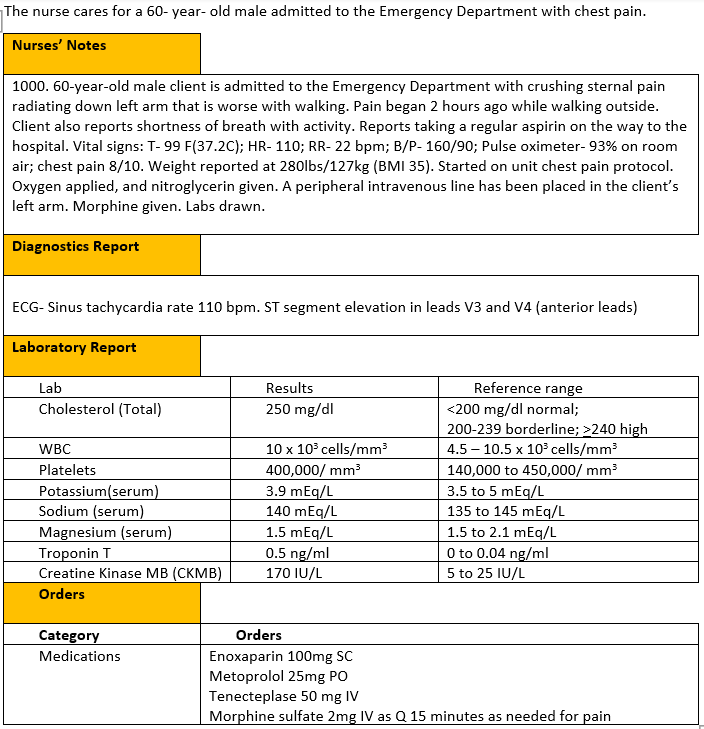 The nurse cares for a 60- year- old male admitted to the Emergency Department with chest pain.
Nurses’ Notes
1000. 60-year-old male client is admitted to the Emergency Department with crushing sternal pain
radiating down left arm that is worse with walking. Pain began 2 hours ago while walking outside.
Client also reports shortness of breath with activity. Reports taking a regular aspirin on the way to the
hospital. Vital signs: T- 99 F(37.2C); HR- 110; RR- 22 bpm; B/P- 160/90; Pulse oximeter- 93% on room
air; chest pain 8/10. Weight reported at 280lbs/127kg (BMI 35). Started on unit chest pain protocol.
Oxygen applied, and nitroglycerin given. A peripheral intravenous line has been placed in the client’s
left arm. Morphine given. Labs drawn.
Diagnostics Report
ECG- Sinus tachycardia rate 110 bpm. ST segment elevation in leads V3 and V4 (anterior leads)
Laboratory Report
Lab Results Reference range
Cholesterol (Total) 250 mg/dl <200 mg/dl normal;
200-239 borderline; ≥240 high
WBC 10 x 10³ cells/mm³ 4.5 – 10.5 x 10³ cells/mm³
Platelets 400,000/ mm³ 140,000 to 450,000/ mm³
Potassium(serum) 3.9 mEq/L 3.5 to 5 mEq/L
Sodium (serum) 140 mEq/L 135 to 145 mEq/L
Magnesium (serum) 1.5 mEq/L 1.5 to 2.1 mEq/L
Troponin T 0.5 ng/ml 0 to 0.04 ng/ml
Creatine Kinase MB (CKMB) 170 IU/L 5 to 25 IU/L
Orders
Category Orders
Medications Enoxaparin 100mg SC
Metoprolol 25mg PO
Tenecteplase 50 mg IV
Morphine sulfate 2mg IV as Q 15 minutes as needed for pain